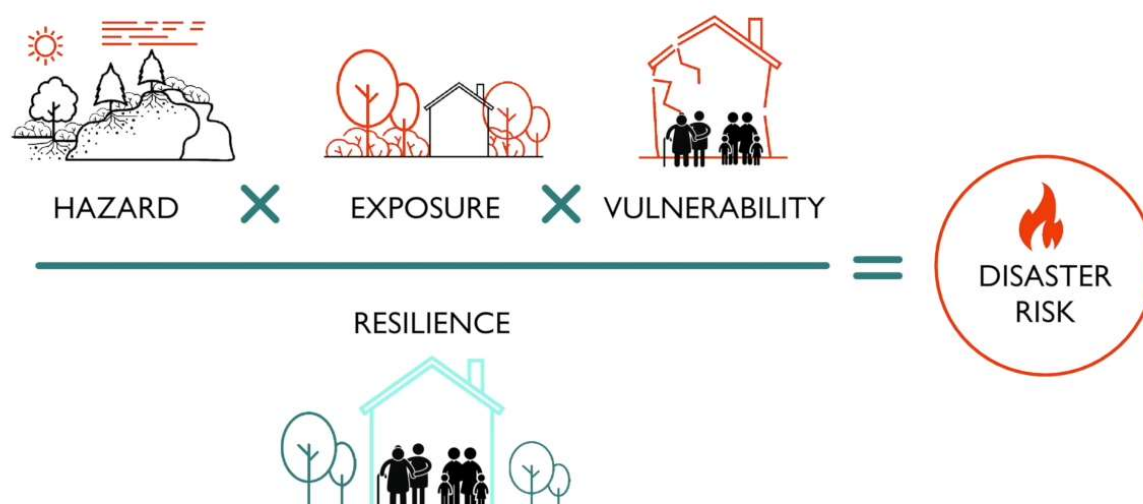 HAZARD × EXPOSURE × VULNERABILITY
=
DISASTER
RISK
RESILIENCE